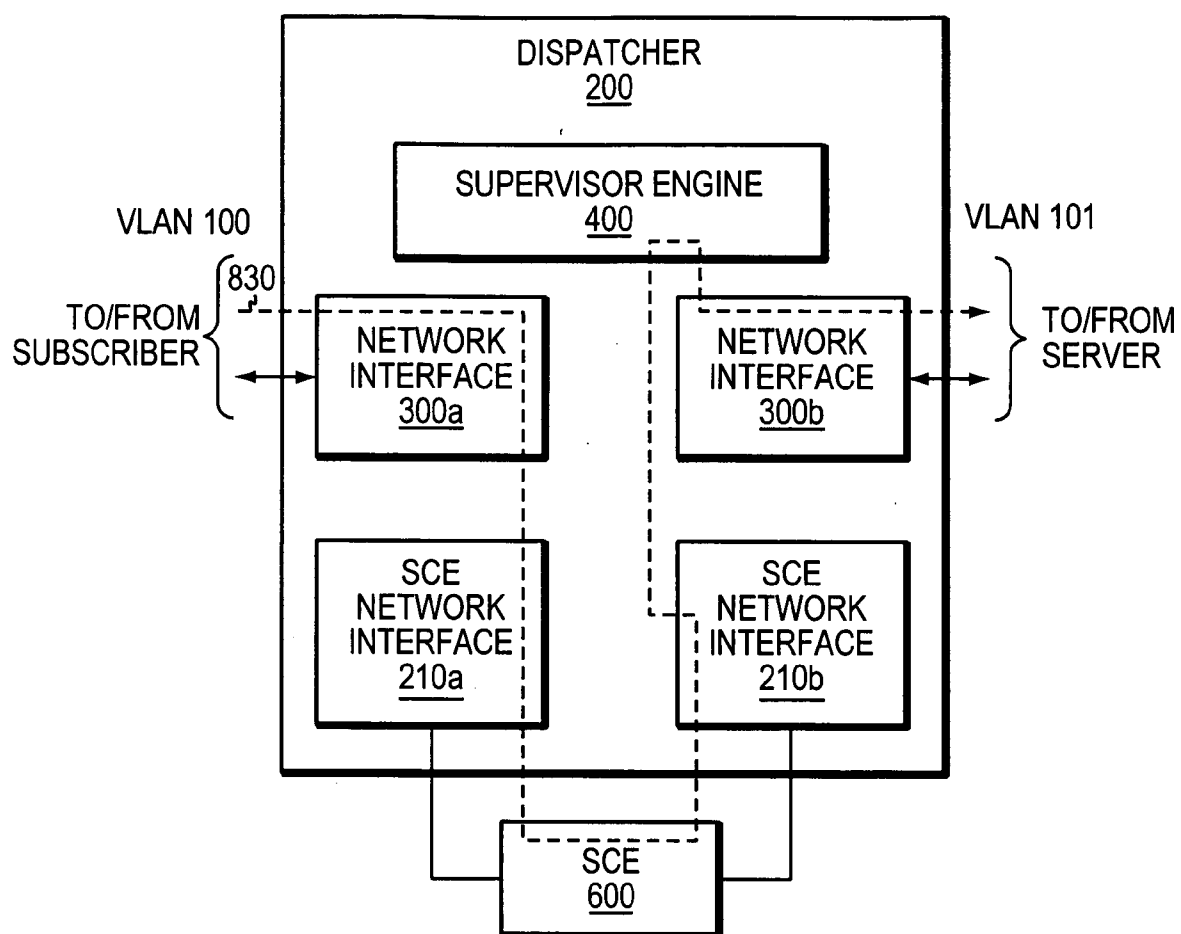 DISPATCHER
200
SUPERVISOR ENGINE
400
VLAN 100
VLAN 101
830
TO/FROM
SUBSCRIBER
NETWORK
INTERFACE
300a
NETWORK
INTERFACE
300b
TO/FROM
SERVER
SCE
NETWORK
INTERFACE
210a
SCE
NETWORK
INTERFACE
210b
SCE
600